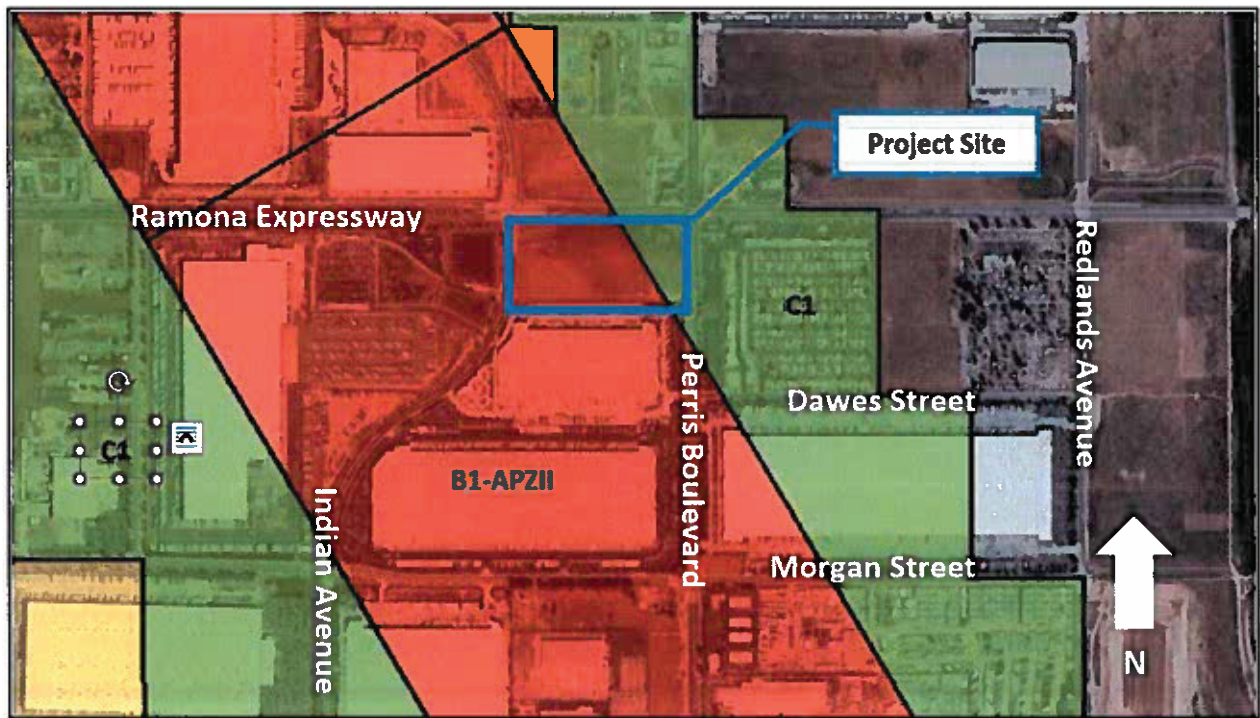 Project Site
Ramona Expressway
Redlands Avenue
C1
Perris Boulevard
Dawes Street
C1
B1-APZII
Indian Avenue
Morgan Street
N